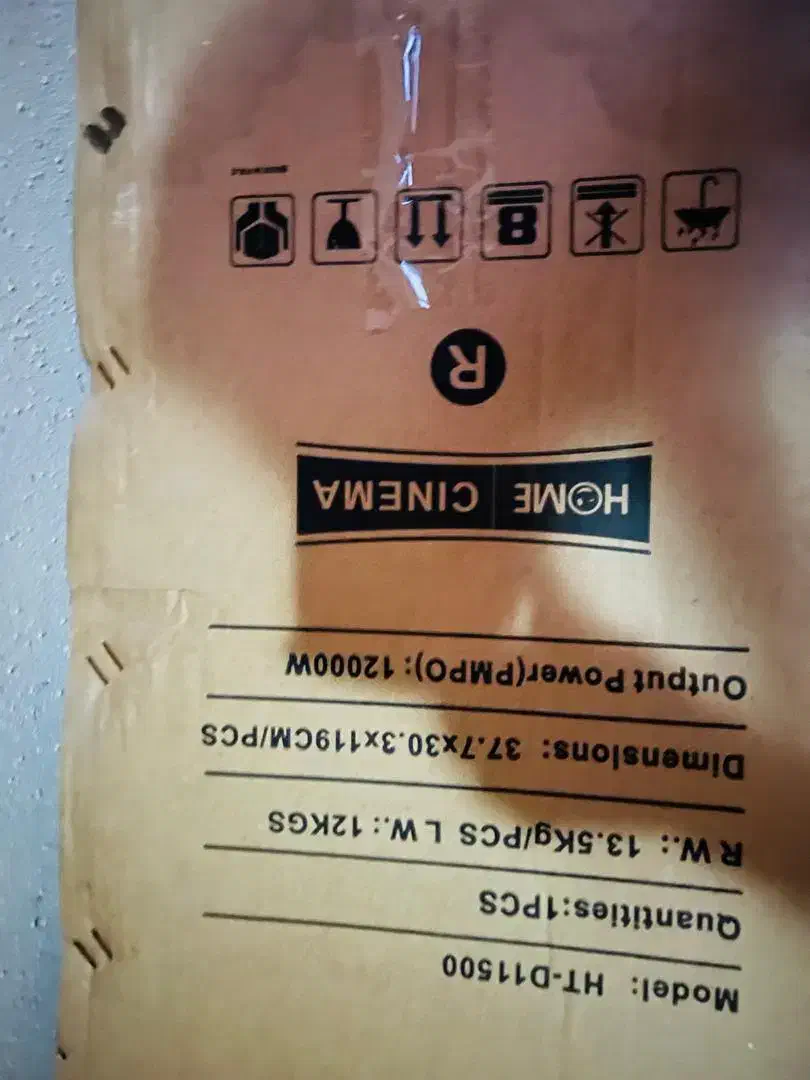 Model: HT-D11500
Quantities:1PCS
R W.: 13.5Kg/PCS L W.: 12KGS
Dimensions: 37.7x30.3x119CM/PCS
Output Power(PMPO): 12000W
HOME CINEMA
R
8